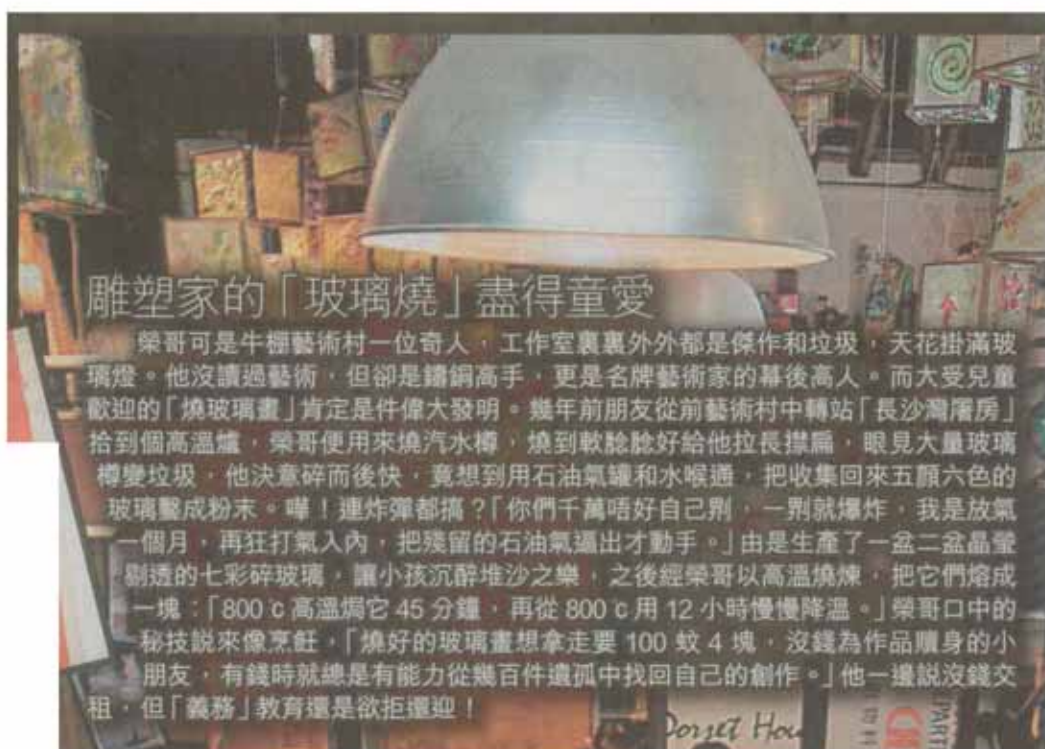 雕塑家的「玻璃燒」盡得童愛
榮哥可是牛棚藝術村一位奇人，工作室裏裏外外都是傑作和垃圾，天花掛滿玻
璃燈。他沒讀過藝術，但卻是鑄銅高手，更是名牌藝術家的幕後高人。而大受兒童
歡迎的「燒玻璃畫」肯定是件偉大發明。幾年前朋友從前藝術村中轉站「長沙灣屠房」
拾到個高溫爐，榮哥便用來燒汽水樽，燒到軟腍腍好給他拉長㩒扁，眼見大量玻璃
樽變垃圾，他決意碎而後快，竟想到用石油氣罐和水喉通，把收集回來五顏六色的
玻璃鑿成粉末。嘩！連炸彈都搞？「你們千萬唔好自己𠝹，一𠝹就爆炸，我是放氣
一個月，再狂打氣入內，把殘留的石油氣逼出才動手。」由是生產了一盆二盆晶瑩
剔透的七彩碎玻璃，讓小孩沉醉堆沙之樂，之後經榮哥以高溫燒煉，把它們熔成
一塊：「800 c 高溫焗它 45 分鐘，再從 800 c 用 12 小時慢慢降溫。」榮哥口中的
秘技說來像烹飪，「燒好的玻璃畫想拿走要 100 蚊 4 塊，沒錢為作品贖身的小
朋友，有錢時就總是有能力從幾百件遺孤中找回自己的創作。」他一邊說沒錢交
租，但「義務」教育還是欲拒還迎！
Dorset Hou
PART